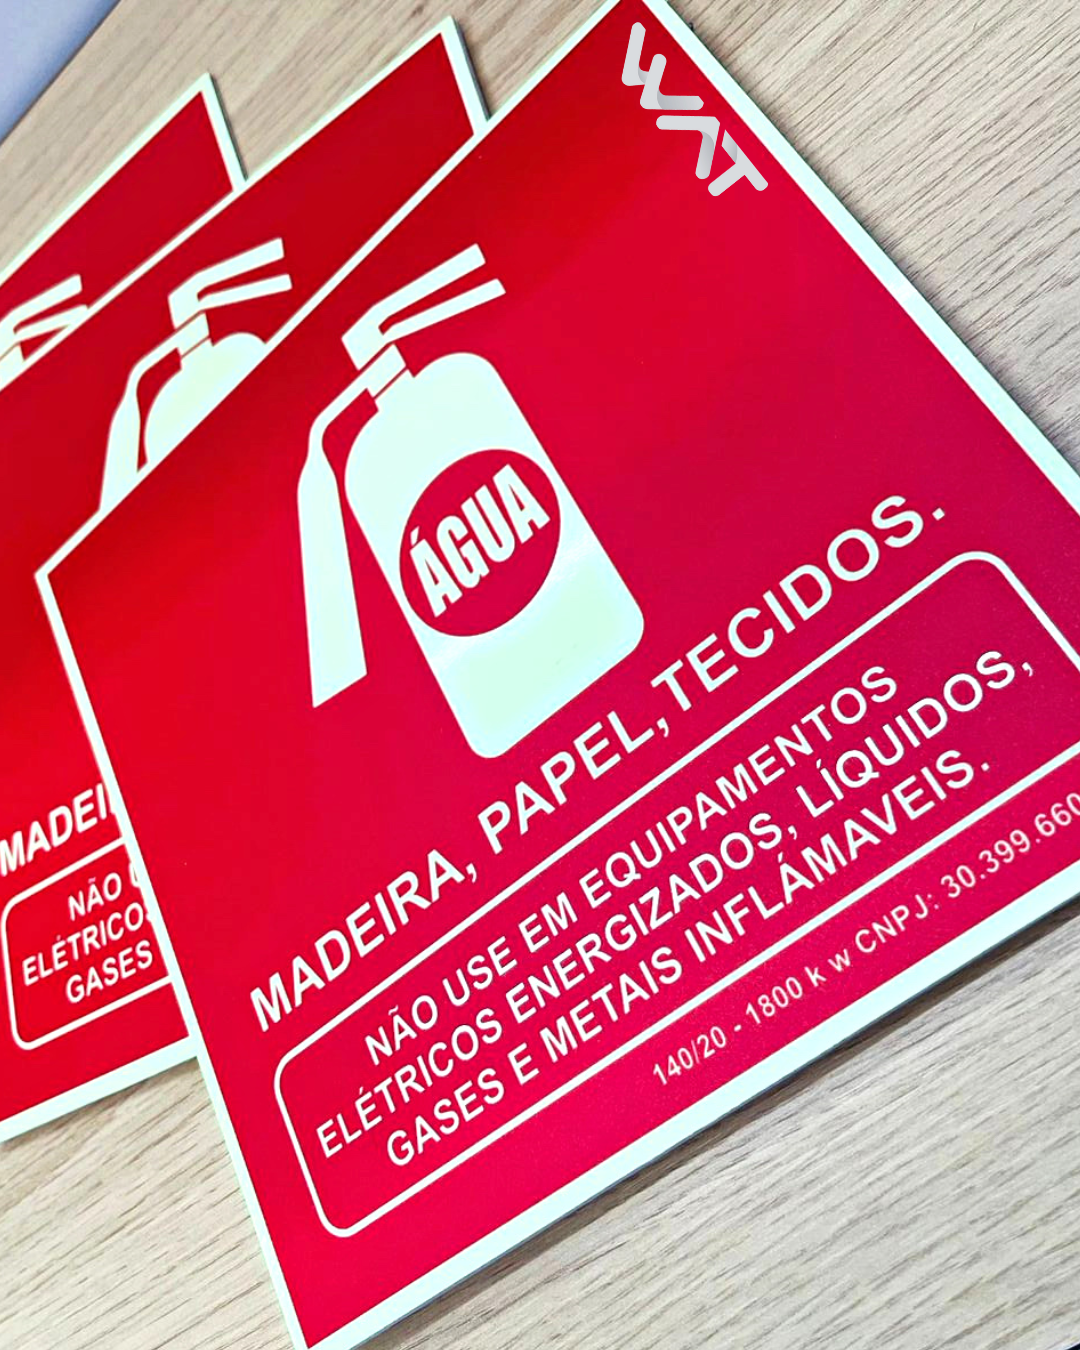 WAT
ÁGUA
MADEIRA, PAPEL, TECIDOS.
NÃO USE EM EQUIPAMENTOS
ELÉTRICOS ENERGIZADOS, LÍQUIDOS,
GASES E METAIS INFLÁMAVEIS.
140/20 - 1800 k w CNPJ: 30.399.660
MADEI
NÃO
ELÉTRICOS
GASES